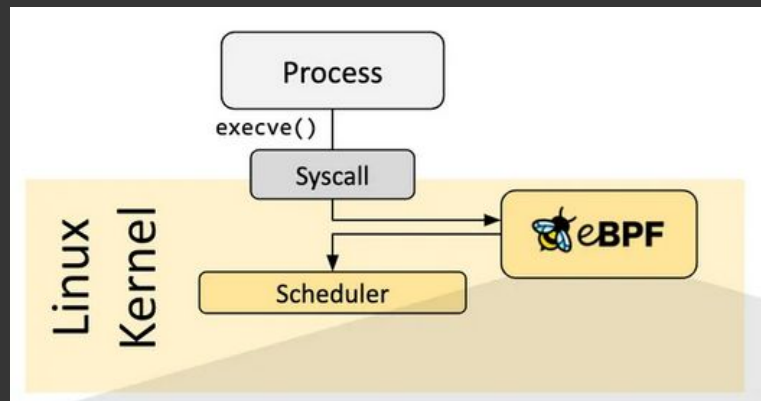 Process
execve()
Syscall
eBPF
Scheduler
Linux
Kernel